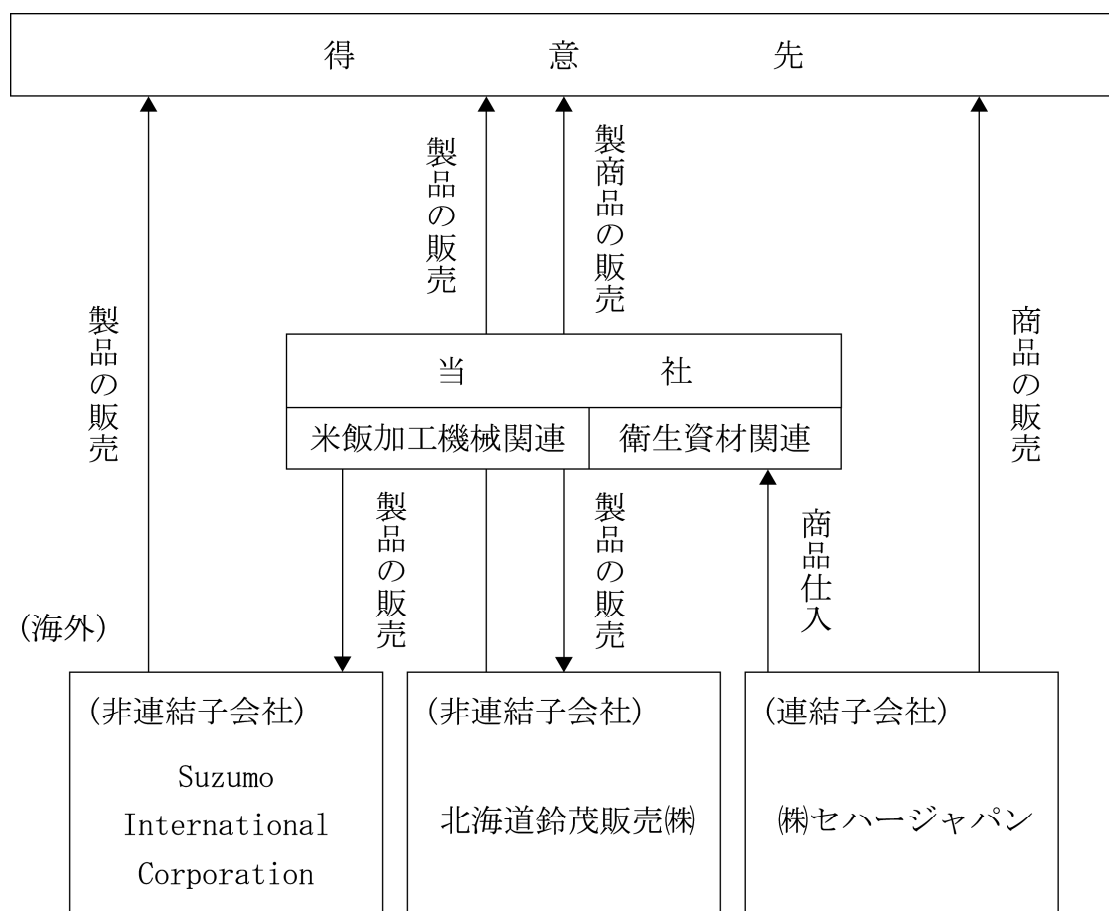 得意先
製品の販売
製商品の販売
製品の販売
商品の販売
当社
米飯加工機械関連
衛生資材関連
製品の販売
製品の販売
商品仕入
(海外)
(非連結子会社)
Suzumo
International
Corporation
(非連結子会社)
北海道鈴茂販売㈱
(連結子会社)
㈱セハージャパン